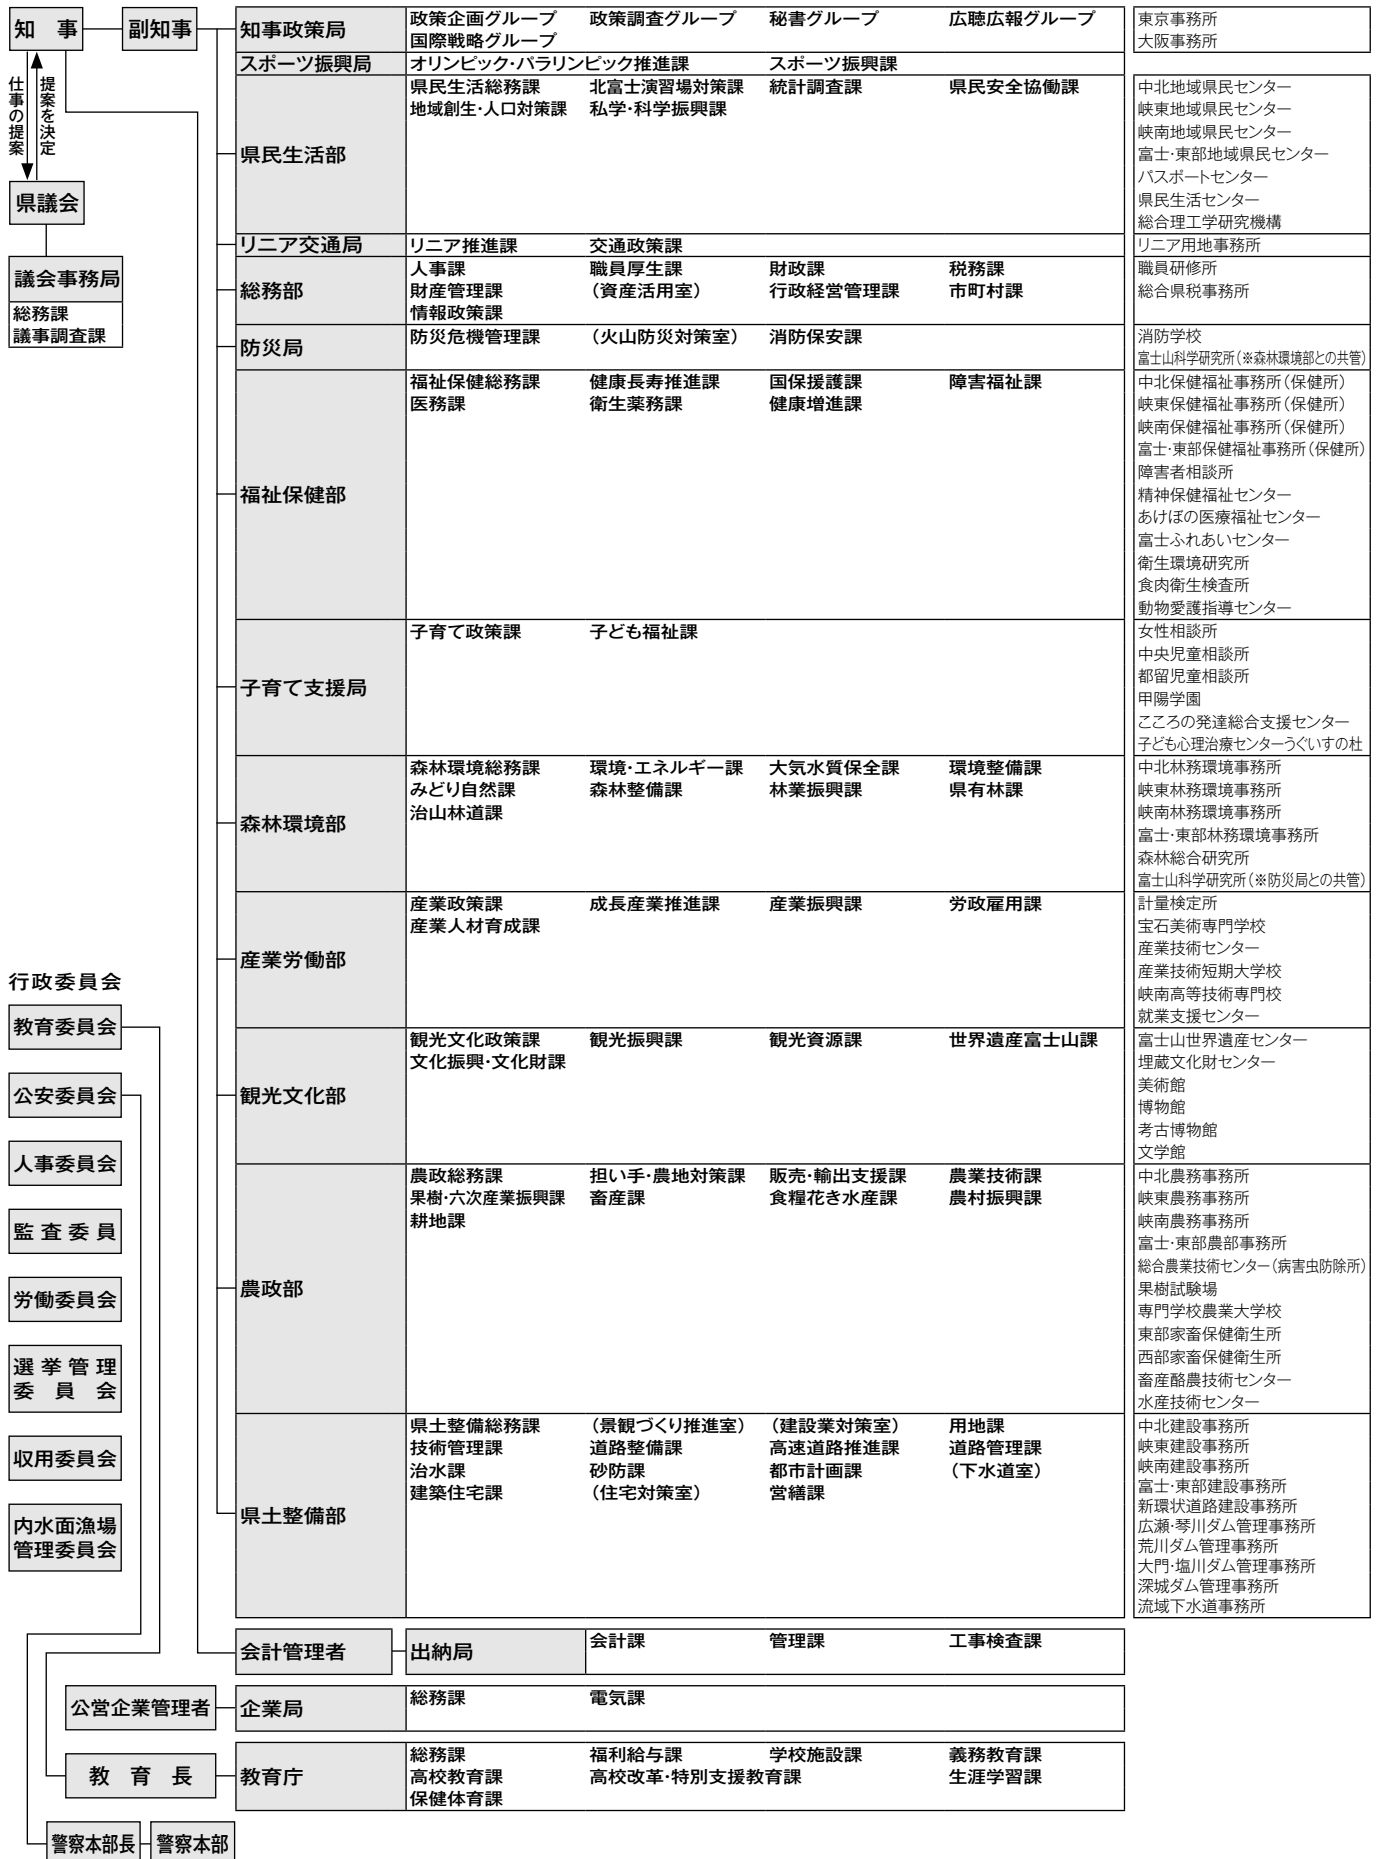 知　事
副知事
仕事の提案
提案を決定
県議会
議会事務局
総務課
議事調査課
知事政策局
政策企画グループ　政策調査グループ　秘書グループ　広聴広報グループ
国際戦略グループ
東京事務所
大阪事務所
スポーツ振興局
オリンピック・パラリンピック推進課　スポーツ振興課
県民生活部
県民生活総務課　北富士演習場対策課　統計調査課　県民安全協働課
地域創生・人口対策課　私学・科学振興課
中北地域県民センター
峡東地域県民センター
峡南地域県民センター
富士・東部地域県民センター
パスポートセンター
県民生活センター
総合理工学研究機構
リニア交通局
リニア推進課　交通政策課
リニア用地事務所
総務部
人事課　職員厚生課　財政課　税務課
財産管理課　（資産活用室）　行政経営管理課　市町村課
情報政策課
職員研修所
総合県税事務所
防災局
防災危機管理課　（火山防災対策室）　消防保安課
消防学校
富士山科学研究所（※森林環境部との共管）
福祉保健部
福祉保健総務課　健康長寿推進課　国保援護課　障害福祉課
医務課　衛生薬務課　健康増進課
中北保健福祉事務所（保健所）
峡東保健福祉事務所（保健所）
峡南保健福祉事務所（保健所）
富士・東部保健福祉事務所（保健所）
障害者相談所
精神保健福祉センター
あけぼの医療福祉センター
富士ふれあいセンター
衛生環境研究所
食肉衛生検査所
動物愛護指導センター
子育て支援局
子育て政策課　子ども福祉課
女性相談所
中央児童相談所
都留児童相談所
甲陽学園
こころの発達総合支援センター
子ども心理治療センターうぐいすの杜
森林環境部
森林環境総務課　環境・エネルギー課　大気水質保全課　環境整備課
みどり自然課　森林整備課　林業振興課　県有林課
治山林道課
中北林務環境事務所
峡東林務環境事務所
峡南林務環境事務所
富士・東部林務環境事務所
森林総合研究所
富士山科学研究所（※防災局との共管）
産業労働部
産業政策課　成長産業推進課　産業振興課　労政雇用課
産業人材育成課
計量検定所
宝石美術専門学校
産業技術センター
産業技術短期大学校
峡南高等技術専門校
就業支援センター
観光文化部
観光文化政策課　観光振興課　観光資源課　世界遺産富士山課
文化振興・文化財課
富士山世界遺産センター
埋蔵文化財センター
美術館
博物館
考古博物館
文学館
農政部
農政総務課　担い手・農地対策課　販売・輸出支援課　農業技術課
果樹・六次産業振興課　畜産課　食糧花き水産課　農村振興課
耕地課
中北農務事務所
峡東農務事務所
峡南農務事務所
富士・東部農部事務所
総合農業技術センター（病害虫防除所）
果樹試験場
専門学校農業大学校
東部家畜保健衛生所
西部家畜保健衛生所
畜産酪農技術センター
水産技術センター
県土整備部
県土整備総務課　（景観づくり推進室）　（建設業対策室）　用地課
技術管理課　道路整備課　高速道路推進課　道路管理課
治水課　砂防課　都市計画課　（下水道室）
建築住宅課　（住宅対策室）　営繕課
中北建設事務所
峡東建設事務所
峡南建設事務所
富士・東部建設事務所
新環状道路建設事務所
広瀬・琴川ダム管理事務所
荒川ダム管理事務所
大門・塩川ダム管理事務所
深城ダム管理事務所
流域下水道事務所
行政委員会
教育委員会
公安委員会
人事委員会
監査委員
労働委員会
選挙管理
委　員　会
収用委員会
内水面漁場
管理委員会
会計管理者
出納局
会計課　管理課　工事検査課
公営企業管理者
企業局
総務課　電気課
教　育　長
教育庁
総務課　福利給与課　学校施設課　義務教育課
高校教育課　高校改革・特別支援教育課　生涯学習課
保健体育課
警察本部長
警察本部